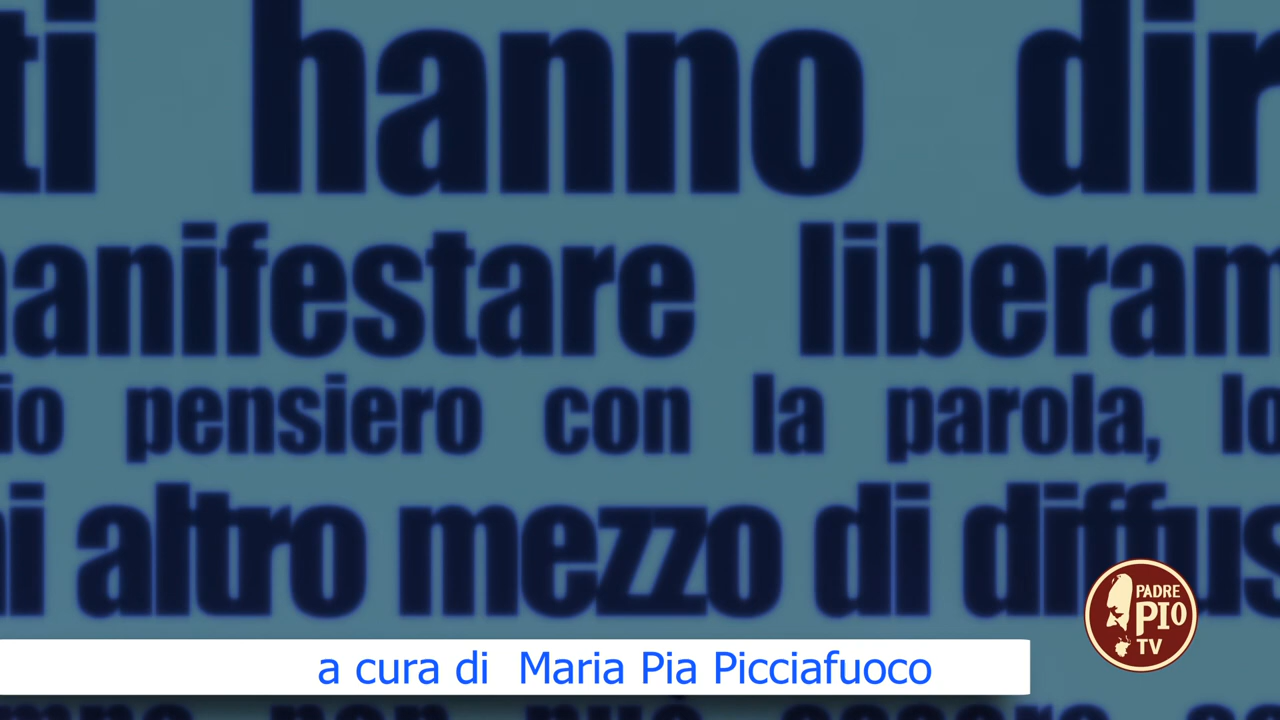 ti hanno dir
anifestare liberam
io pensiero con la parola, lo
i altro mezzo di diffus
PADRE
PIO
TV
a cura di Maria Pia Picciafuoco